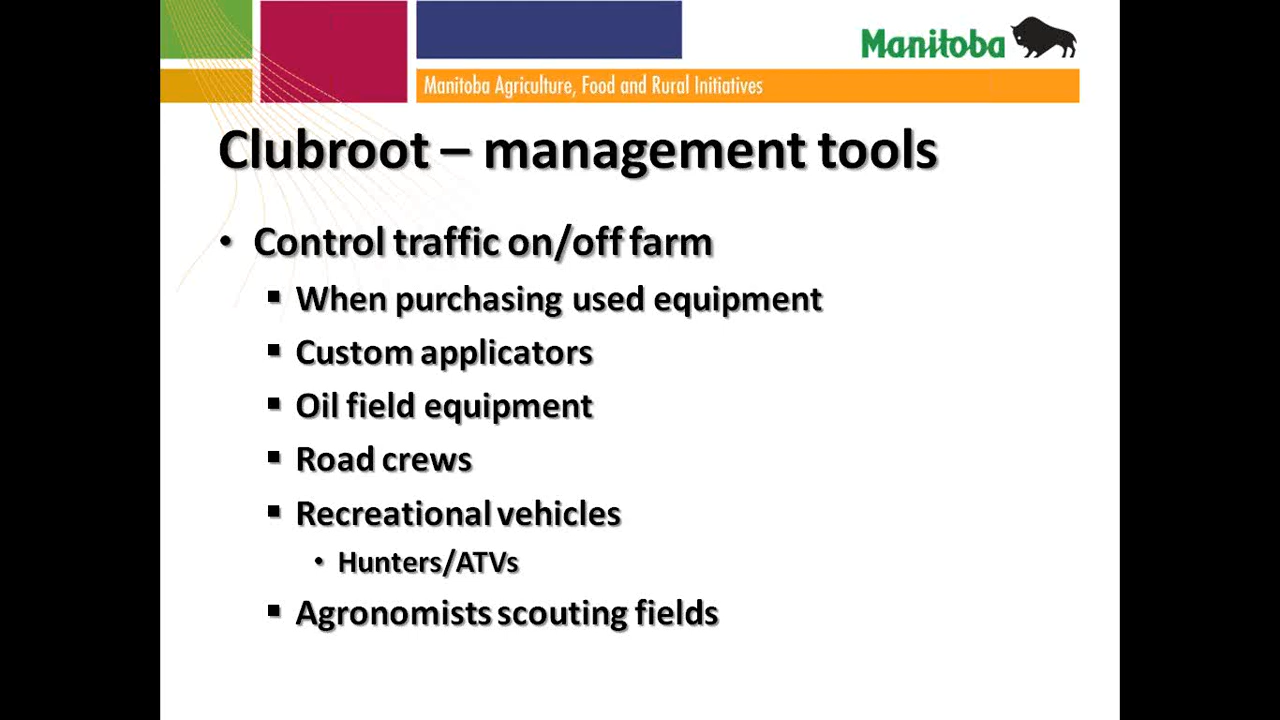 Manitoba
Manitoba Agriculture, Food and Rural Initiatives
Clubroot – management tools
• Control traffic on/off farm
▪ When purchasing used equipment
▪ Custom applicators
▪ Oil field equipment
▪ Road crews
▪ Recreational vehicles
• Hunters/ATVs
▪ Agronomists scouting fields